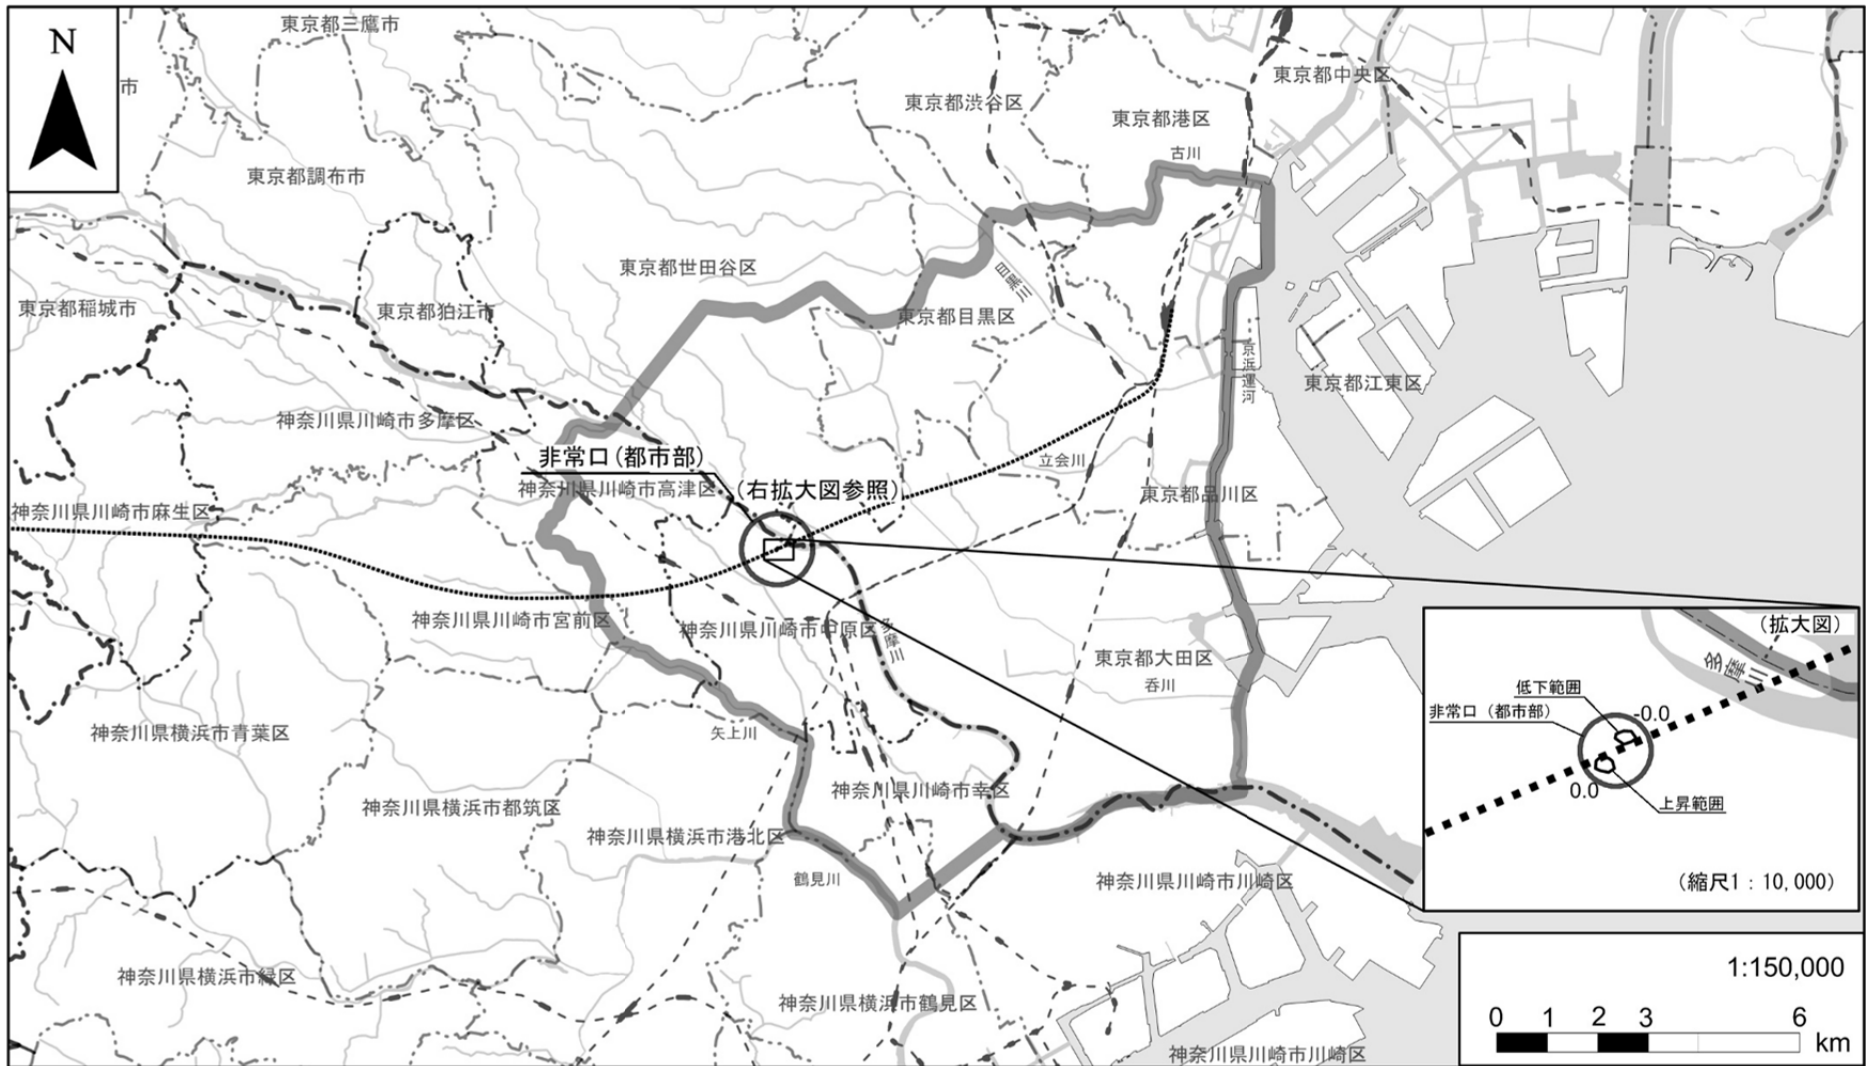 東京都三鷹市
N
東京都中央区
市
東京都渋谷区
東京都港区
古川
東京都調布市
東京都世田谷区
目黒川
東京都稲城市
東京都狛江市
東京都目黒区
京浜運河
東京都江東区
神奈川県川崎市多摩区
非常口(都市部)
立会川
神奈川県川崎市高津区
(右拡大図参照)
東京都品川区
神奈川県川崎市麻生区
神奈川県川崎市宮前区
神奈川県川崎市中原区
多摩川
東京都大田区
呑川
(拡大図)
多摩川
低下範囲
非常口(都市部)
-0.0
0.0
上昇範囲
(縮尺1:10,000)
神奈川県横浜市青葉区
矢上川
神奈川県川崎市幸区
神奈川県横浜市都筑区
神奈川県横浜市港北区
鶴見川
神奈川県川崎市川崎区
神奈川県横浜市緑区
神奈川県横浜市鶴見区
神奈川県川崎市川崎区
1:150,000
0 1 2 3 6
km